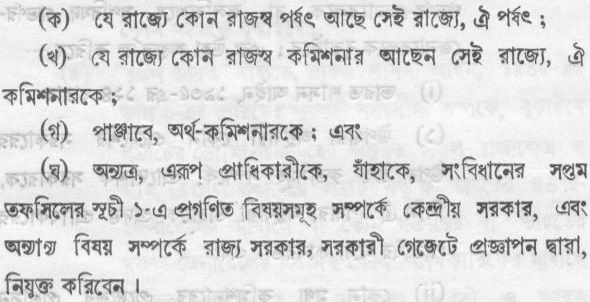 (ক) যে রাজ্যে কোন রাজস্ব পর্ষৎ আছে সেই রাজ্যে, ঐ পর্ষৎ ;
(খ) যে রাজ্যে কোন রাজস্ব কমিশনার আছেন সেই রাজ্যে, ঐ
কমিশনারকে ;
(গ) পাঞ্জাবে, অর্থ-কমিশনারকে ; এবং
(ঘ) অন্যত্র, এরূপ প্রাধিকারীকে, যাঁহাকে, সংবিধানের সপ্তম
তফসিলের সূচী ১-এ প্রগণিত বিষয়সমূহ সম্পর্কে কেন্দ্রীয় সরকার, এবং
অন্যান্য বিষয় সম্পর্কে রাজ্য সরকার, সরকারী গেজেটে প্রজ্ঞাপন দ্বারা,
নিযুক্ত করিবেন ।